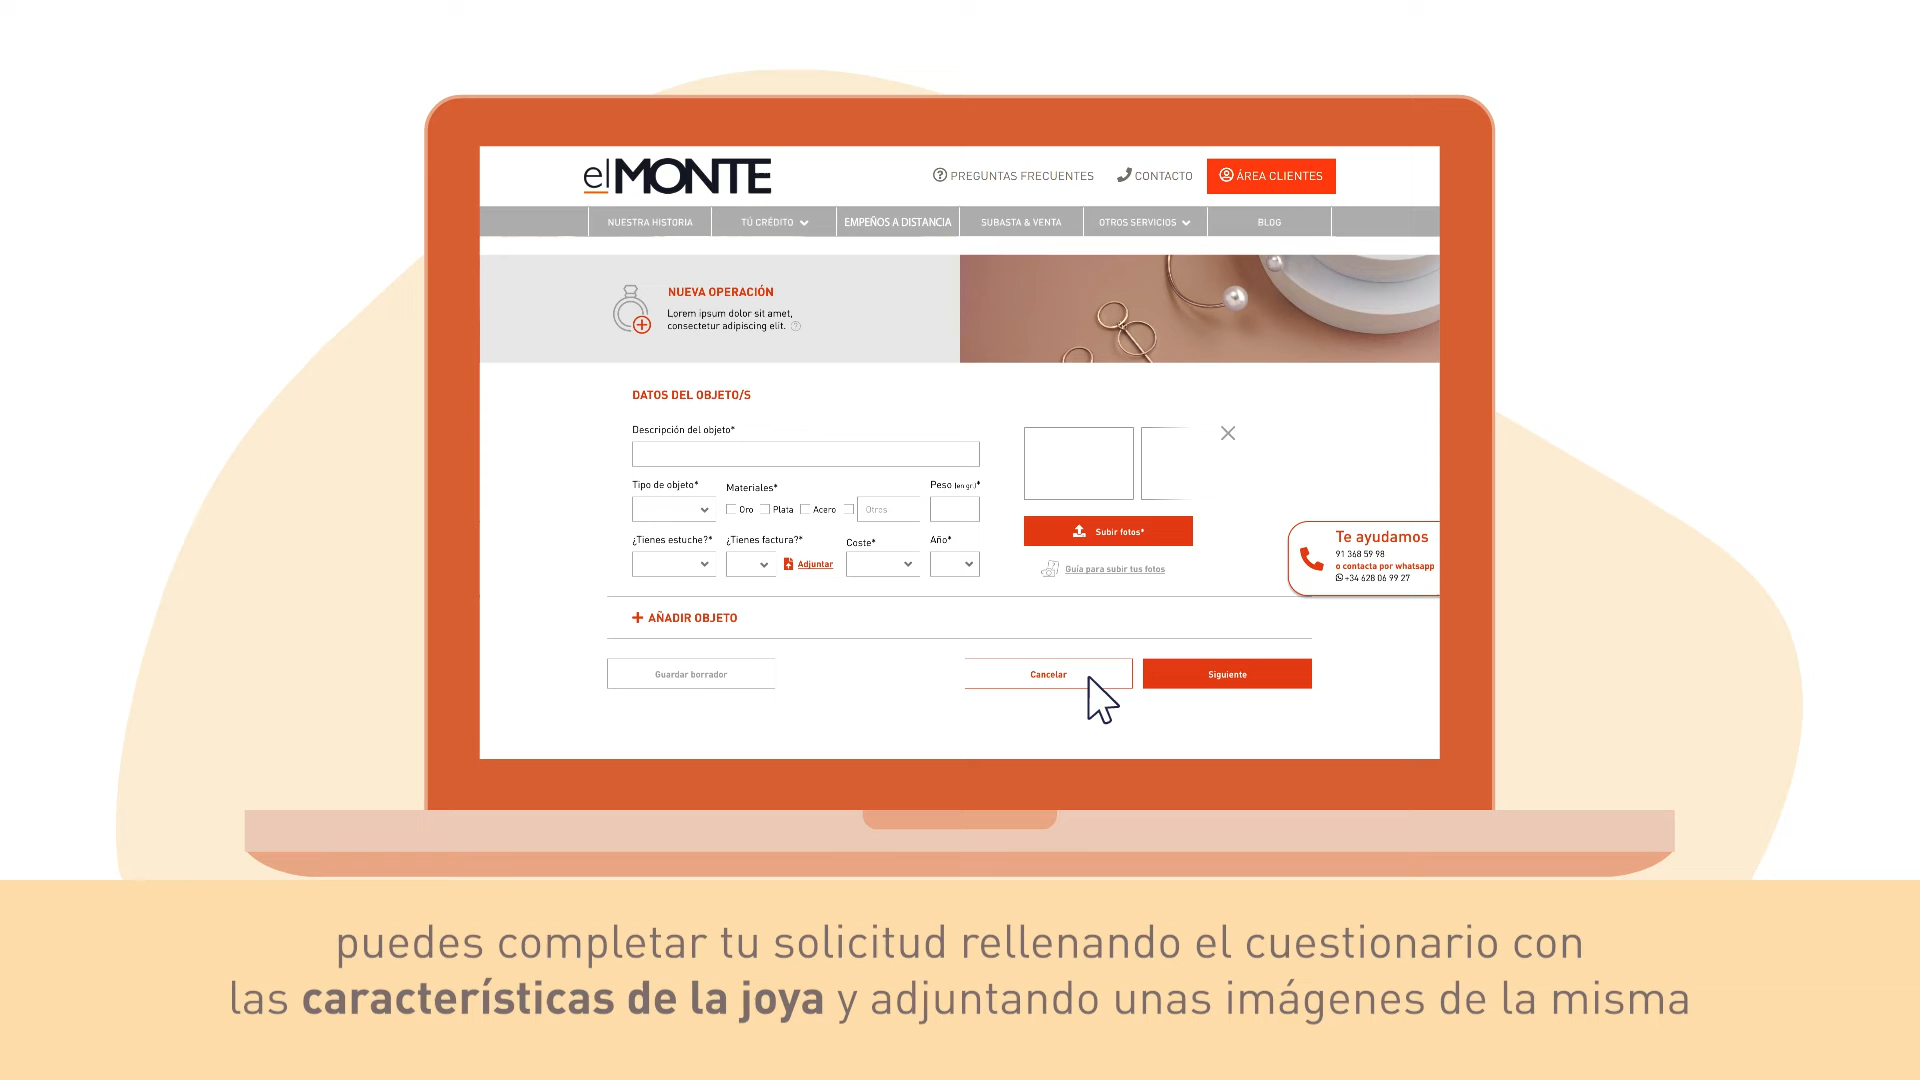 elMONTE
PREGUNTAS FRECUENTES
CONTACTO
ÁREA CLIENTES
NUESTRA HISTORIA
TÚ CRÉDITO
EMPEÑOS A DISTANCIA
SUBASTA & VENTA
OTROS SERVICIOS
BLOG
NUEVA OPERACIÓN
Lorem ipsum dolor sit amet,
consectetur adipiscing elit. ?
DATOS DEL OBJETO/S
Descripción del objeto*
Tipo de objeto*
Materiales*
Peso (en gr.)*
Oro
Plata
Acero
Otros
¿Tienes estuche?*
¿Tienes factura?*
Coste*
Año*
Adjuntar
Subir fotos*
Guía para subir tus fotos
Te ayudamos
91 368 59 98
o contacta por whatsapp
+34 628 06 99 27
+ AÑADIR OBJETO
Guardar borrador
Cancelar
Siguiente
puedes completar tu solicitud rellenando el cuestionario con
las características de la joya y adjuntando unas imágenes de la misma